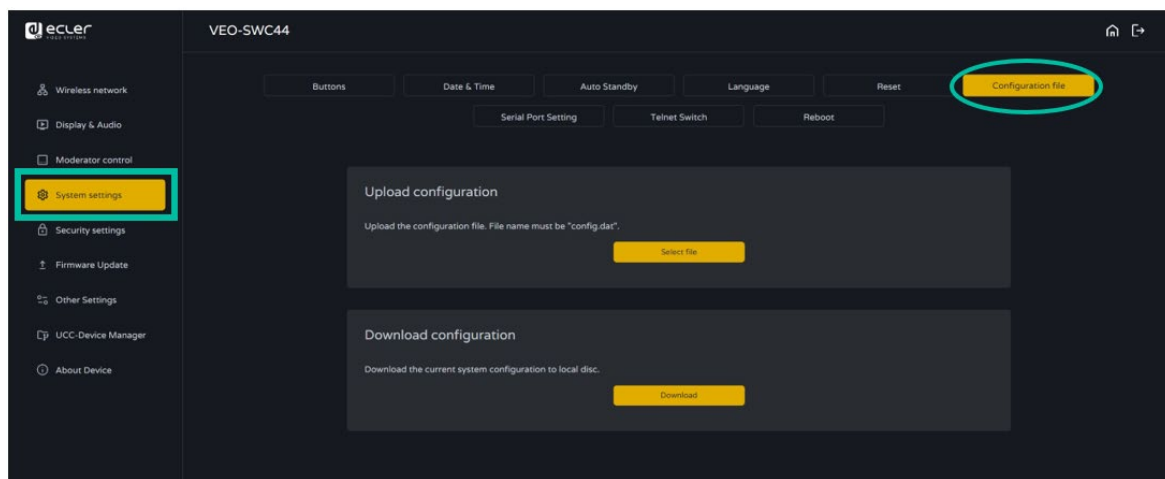 ecler
VIDEO SYSTEMS
VEO-SWC44
Wireless network
Display & Audio
Moderator control
System settings
Security settings
Firmware Update
Other Settings
UCC-Device Manager
About Device
Buttons
Date & Time
Auto Standby
Language
Reset
Configuration file
Serial Port Setting
Telnet Switch
Reboot
Upload configuration
Upload the configuration file. File name must be "config.dat".
Select file
Download configuration
Download the current system configuration to local disc.
Download